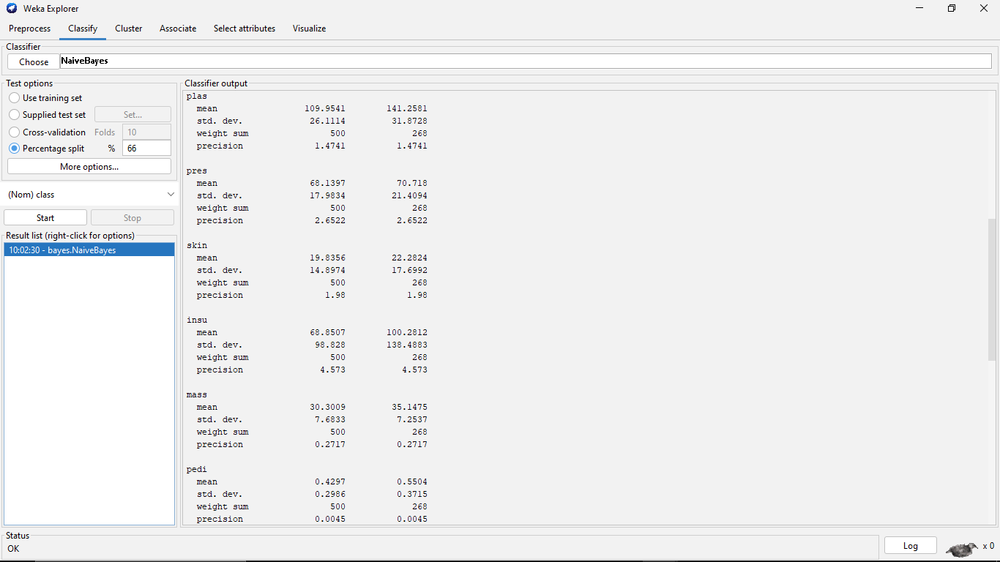 Weka Explorer
Preprocess Classify Cluster Associate Select attributes Visualize
Classifier
Choose NaiveBayes
Test options
Use training set
Supplied test set Set...
Cross-validation Folds 10
Percentage split % 66
More options...
(Nom) class
Start Stop
Result list (right-click for options)
10:02:30 - bayes.NaiveBayes
Classifier output
plas
mean 109.9541 141.2581
std. dev. 26.1114 31.8728
weight sum 500 268
precision 1.4741 1.4741
pres
mean 68.1397 70.718
std. dev. 17.9834 21.4094
weight sum 500 268
precision 2.6522 2.6522
skin
mean 19.8356 22.2824
std. dev. 14.8974 17.6992
weight sum 500 268
precision 1.98 1.98
insu
mean 68.8507 100.2812
std. dev. 98.828 138.4883
weight sum 500 268
precision 4.573 4.573
mass
mean 30.3009 35.1475
std. dev. 7.6833 7.2537
weight sum 500 268
precision 0.2717 0.2717
pedi
mean 0.4297 0.5504
std. dev. 0.2986 0.3715
weight sum 500 268
precision 0.0045 0.0045
Status
OK
Log x 0